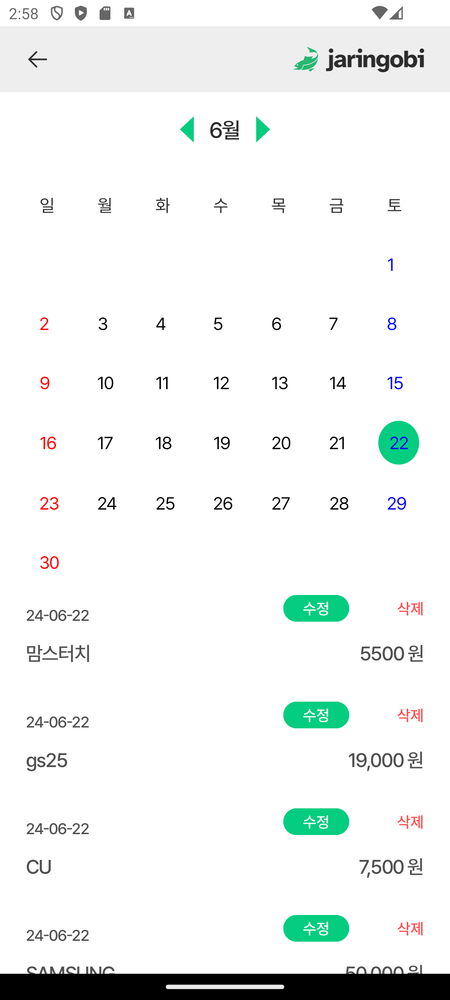 2:58
jaringobi
6월
일 월 화 수 목 금 토
1
2 3 4 5 6 7 8
9 10 11 12 13 14 15
16 17 18 19 20 21 22
23 24 25 26 27 28 29
30
24-06-22 수정 삭제
맘스터치 5500 원
24-06-22 수정 삭제
gs25 19,000 원
24-06-22 수정 삭제
CU 7,500 원
24-06-22 수정 삭제
SAMSUNG 50,000 원